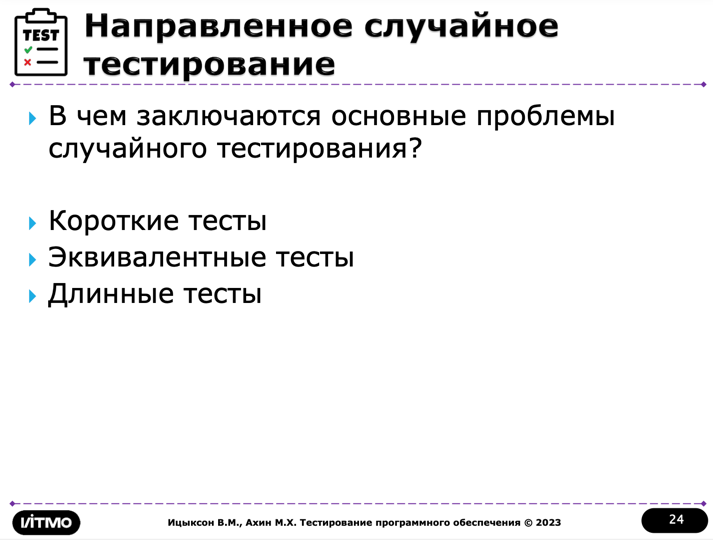 TEST
Направленное случайное
тестирование
В чем заключаются основные проблемы
случайного тестирования?
Короткие тесты
Эквивалентные тесты
Длинные тесты
ИТМО
Ицыксон В.М., Ахин М.Х. Тестирование программного обеспечения © 2023
24